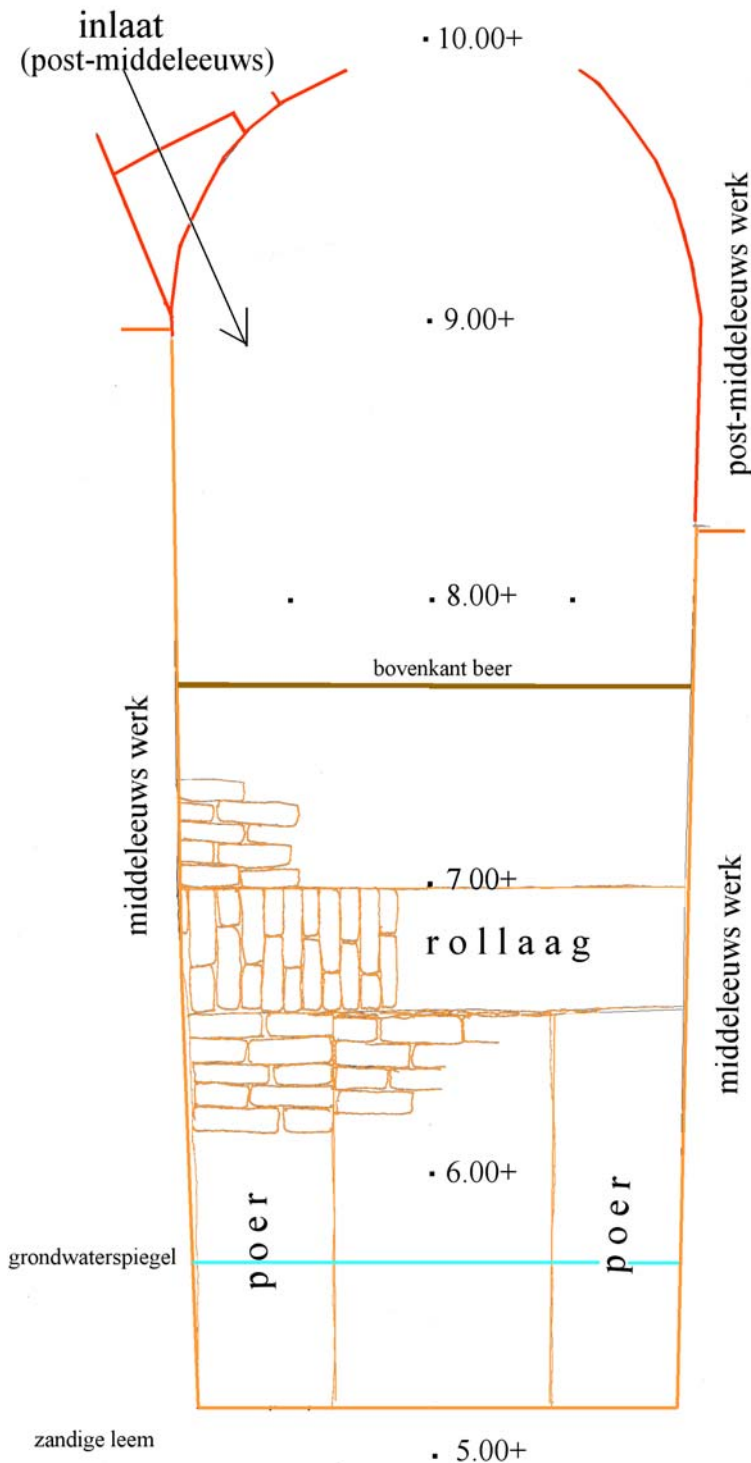 inlaat
(post-middeleeuws)
10.00+
post-middeleeuws werk
9.00+
8.00+
bovenkant beer
middeleeuws werk
7.00+
rollaag
middeleeuws werk
6.00+
poer
poer
grondwaterspiegel
zandige leem
5.00+